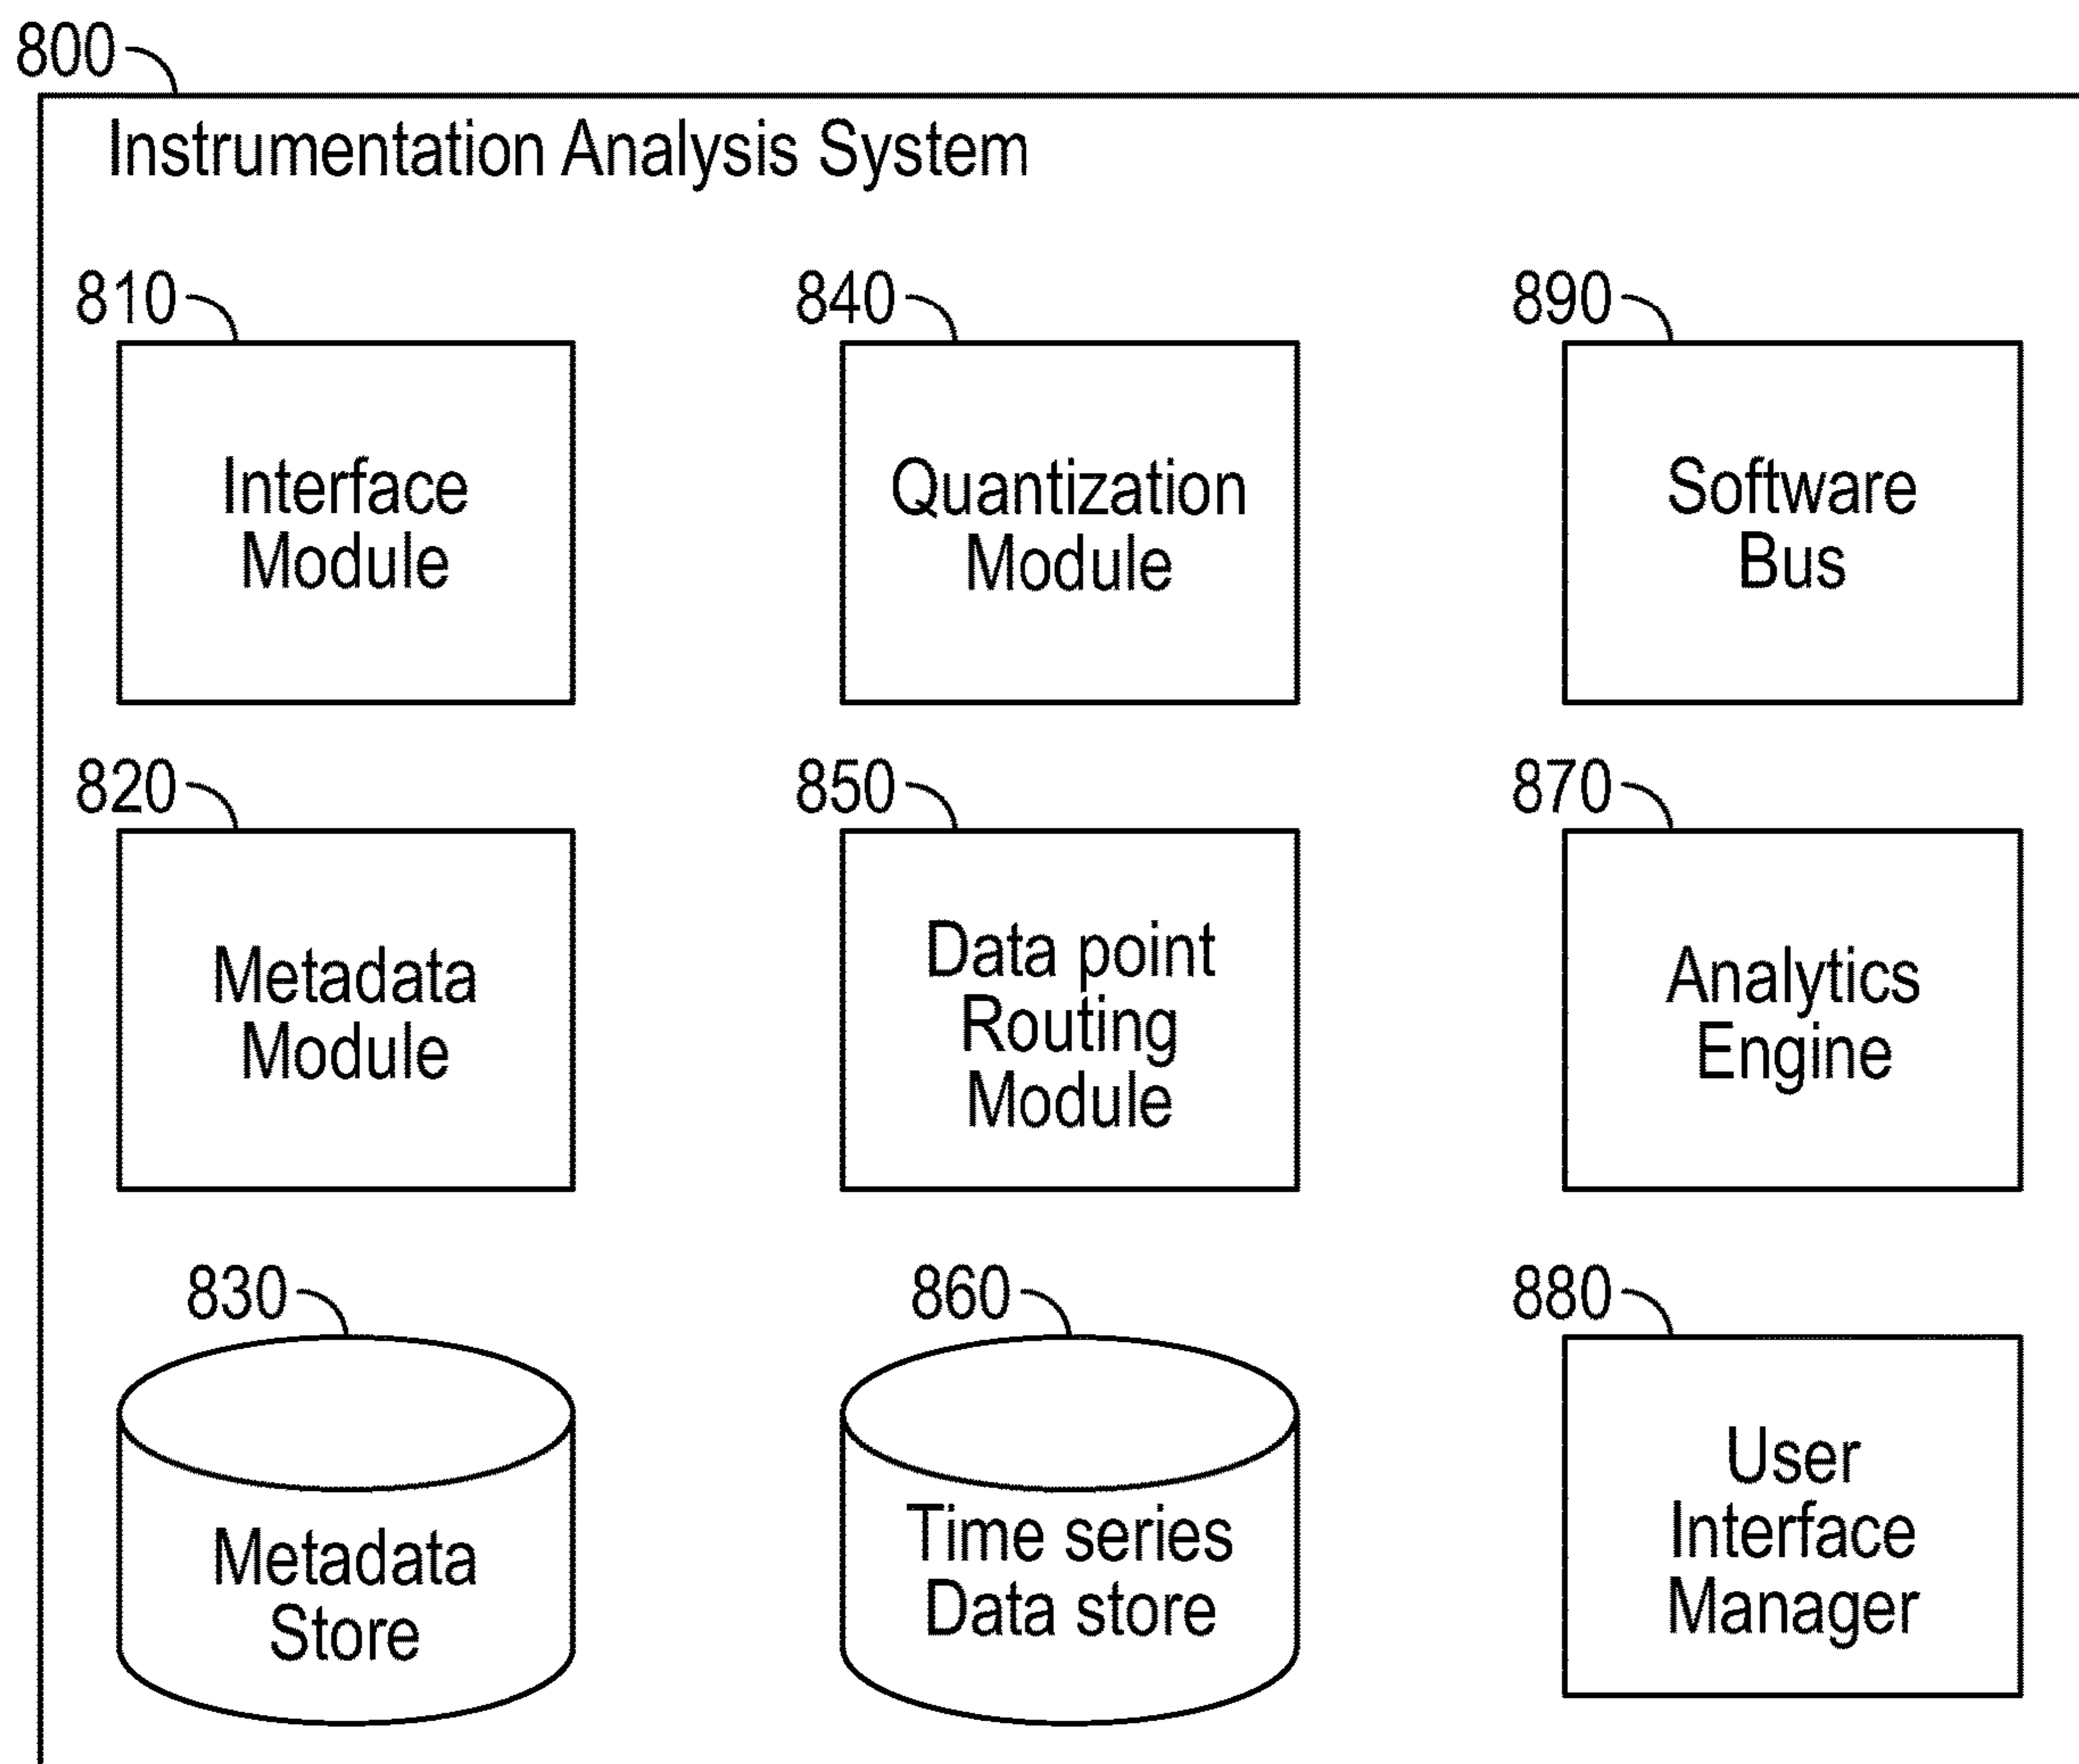 800
Instrumentation Analysis System
810
840
890
Interface
Module
Quantization
Module
Software
Bus
820
850
870
Metadata
Module
Data point
Routing
Module
Analytics
Engine
830
860
880
Metadata
Store
Time series
Data store
User
Interface
Manager